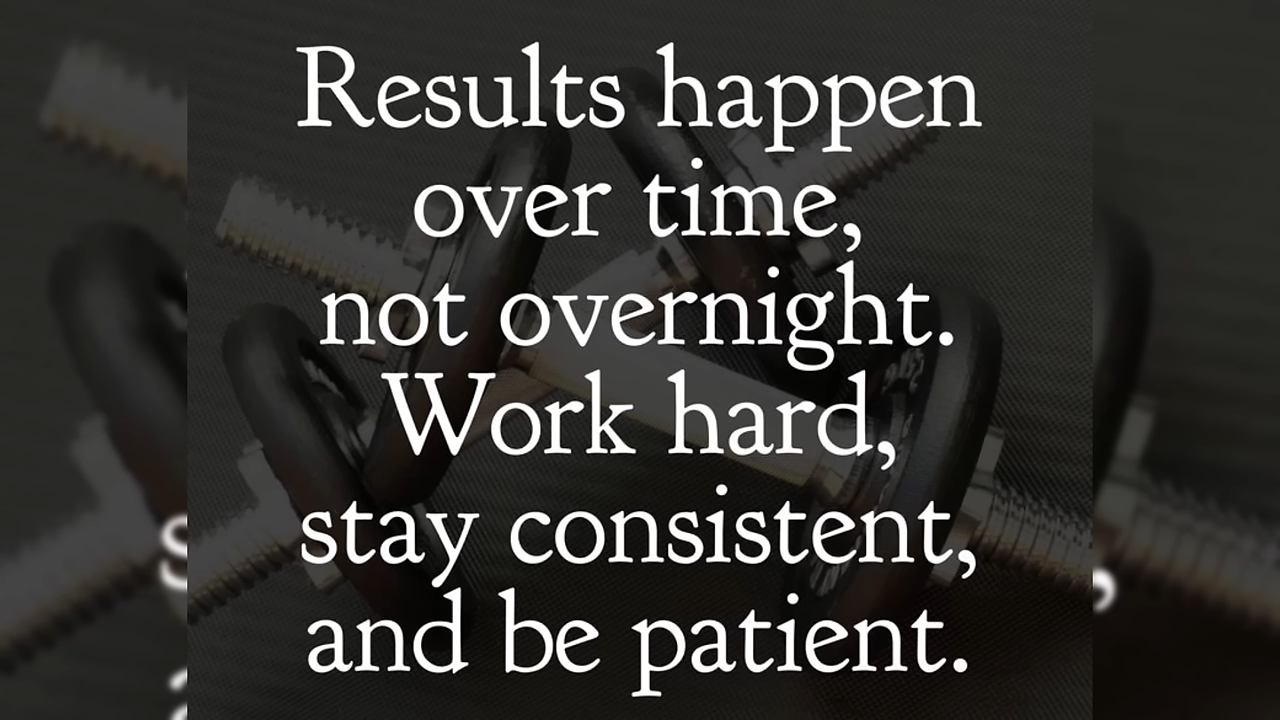 Results happen
over time,
not overnight.
Work hard,
stay consistent,
and be patient.